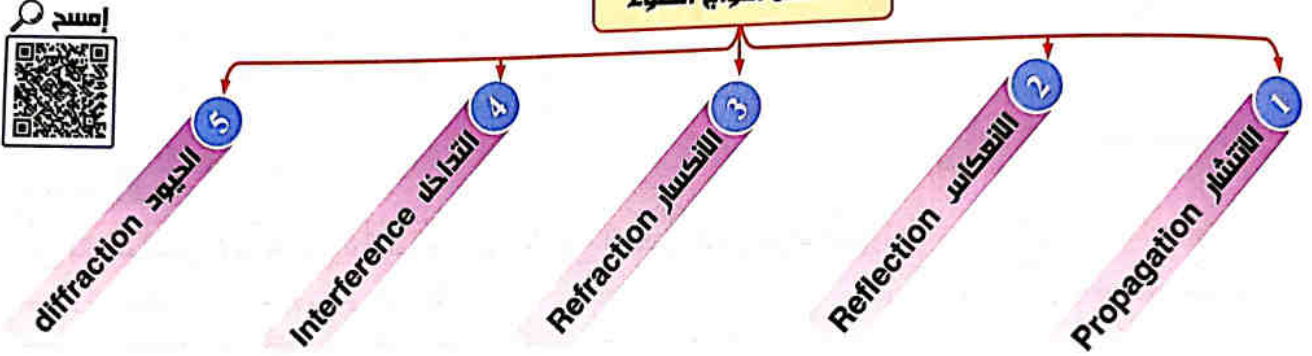 إمسح
1 الانتشار Propagation
2 الانعكاس Reflection
3 الانكسار Refraction
4 التداخل Interference
5 الحيود diffraction